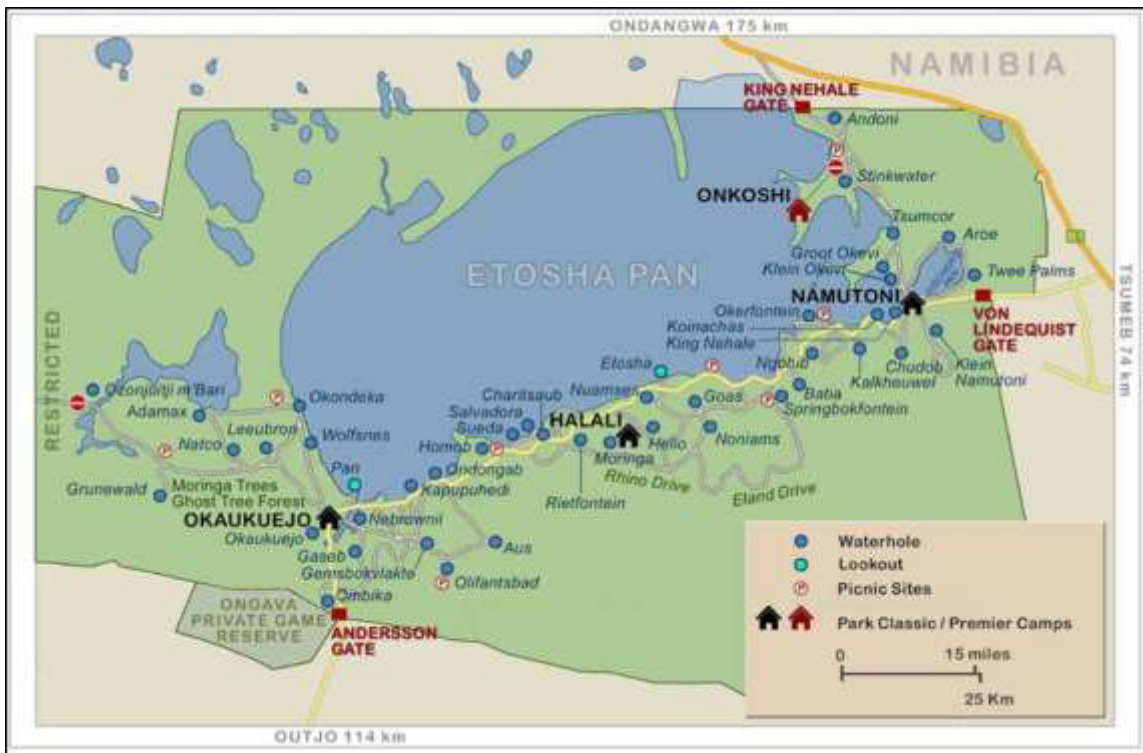 ONDANGWA 175 km
NAMIBIA
KING NEHALE
GATE
Andoni
Stinkwater
ONKOSHI
Tsumcor
Aroe
Groot Okevi
Klein Okevi
Twee Palms
ETOSHA PAN
NAMUTONI
VON
LINDEQUIST
GATE
TSUMEB 74 km
Okerfontein
Koinachas
King Nehale
Ngobib
Kalkheuwel
Chudob
Klein
Namutoni
Etosha
Nuamses
Goas
Baba
Springbokfontein
Charitsaub
Salvadora
Sueda
HALALI
Homob
Hello
Noniams
Moringa
Rhino Drive
Eland Drive
Rietfontein
Ondongab
Kapupuhedi
RESTRICTED
Ozonjuitji m'Bari
Adamax
Okondeka
Leeubron
Wolfsnes
Natco
Pan
Grunewald
Moringa Trees
Ghost Tree Forest
OKAUKUEJO
Okaukuejo
Nebrownii
Gaseb
Gemsbokvlakte
Aus
Olifantsbad
Ombika
ONGAVA
PRIVATE GAME
RESERVE
ANDERSSON
GATE
OUTJO 114 km
Waterhole
Lookout
P Picnic Sites
Park Classic / Premier Camps
0 15 miles
25 Km